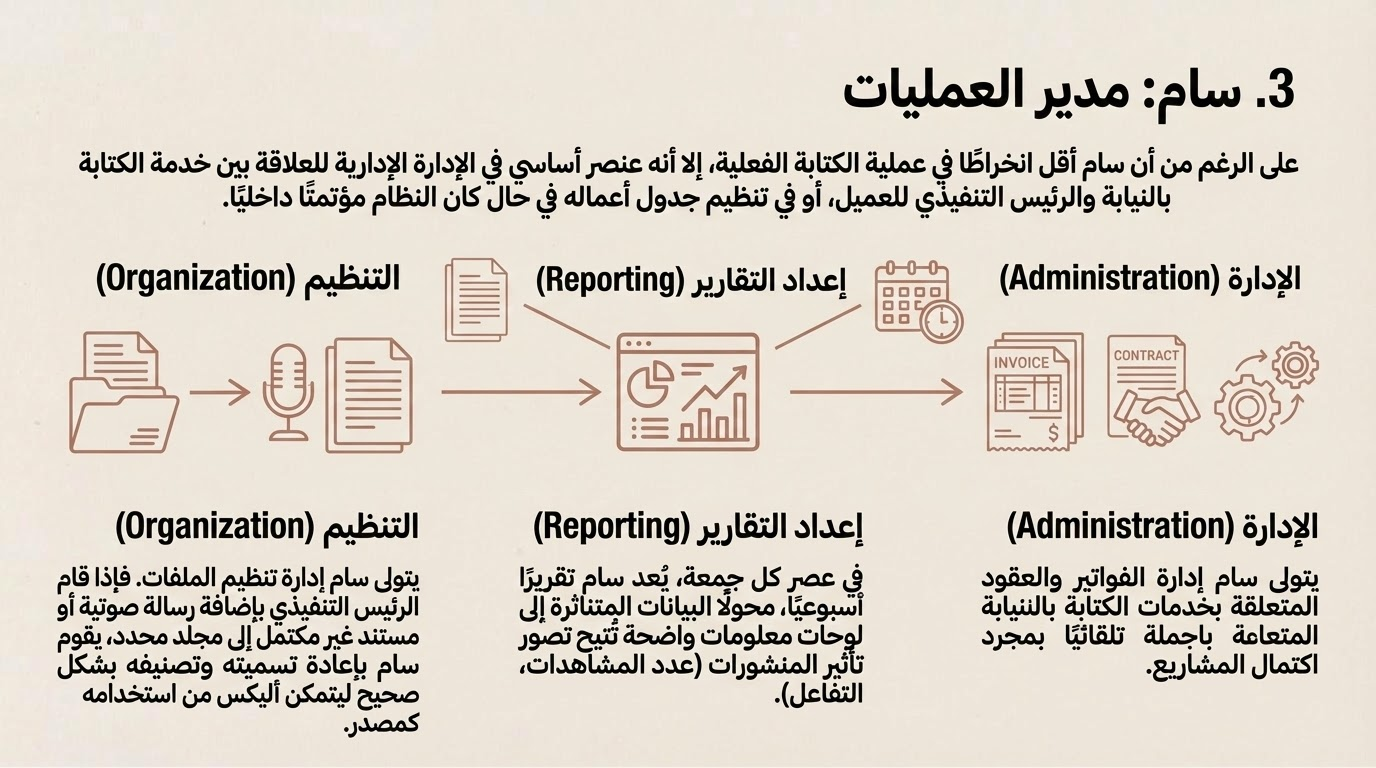 3. سام: مدير العمليات
على الرغم من أن سام أقل انخراطًا في عملية الكتابة الفعلية، إلا أنه عنصر أساسي في الإدارة الإدارية للعلاقة بين خدمة الكتابة
بالنيابة والرئيس التنفيذي للعميل، أو في تنظيم جدول أعماله في حال كان النظام مؤتمتًا داخليًا.
الإدارة (Administration)
إعداد التقارير (Reporting)
التنظيم (Organization)
INVOICE
$
CONTRACT
الإدارة (Administration)
يتولى سام إدارة الفواتير والعقود
المتعلقة بخدمات الكتابة بالننيابة
المتعاعة باجملة تلقائيًا بمجرد
اكتمال المشاريع.
إعداد التقارير (Reporting)
في عصر كل جمعة، يُعد سام تقريرًا
أسبوعيًا، محولًا البيانات المتناثرة إلى
لوحات معلومات واضحة تُتيح تصور
تأثير المنشورات (عدد المشاهدات،
التفاعل).
التنظيم (Organization)
يتولى سام إدارة تنظيم الملفات. فإذا قام
الرئيس التنفيذي بإضافة رسالة صوتية أو
مستند غير مكتمل إلى مجلد محدد، يقوم
سام بإعادة تسميته وتصنيفه بشكل
صحيح ليتمكن أليكس من استخدامه
كمصدر.